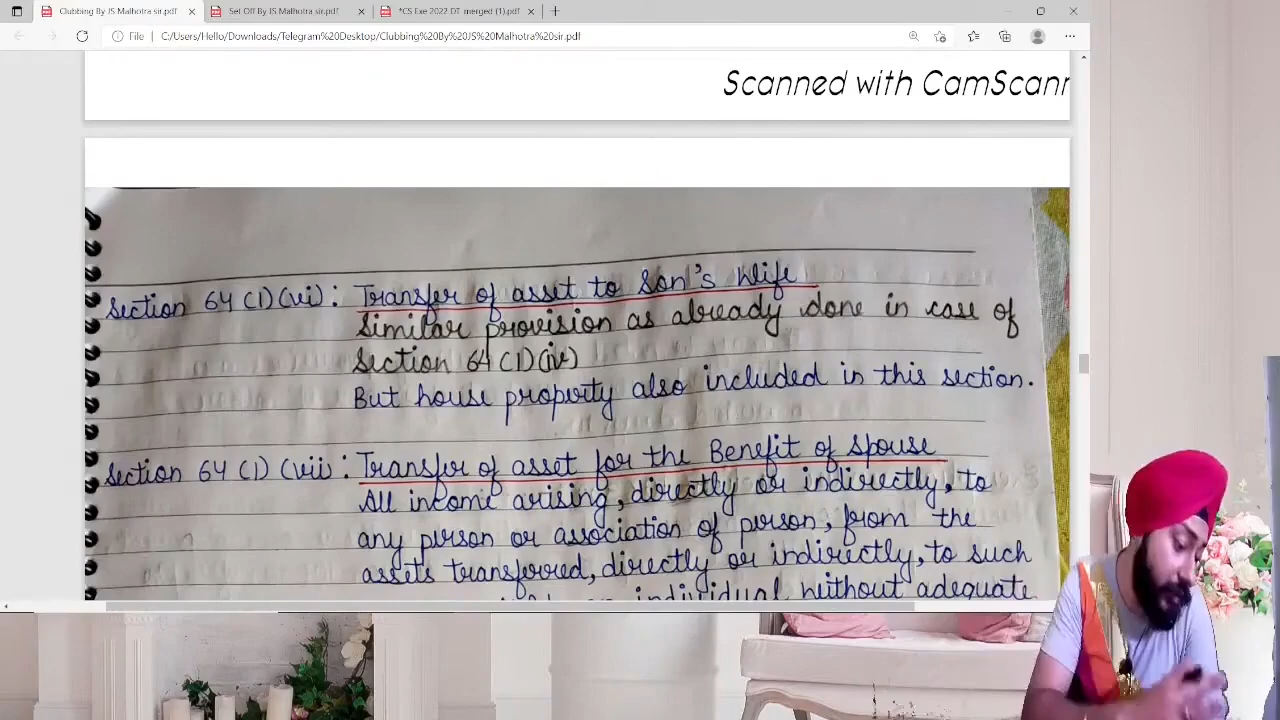 Clubbing By JS Malhotra sir.pdf
Set Off By JS Malhotra sir.pdf
*CS Exe 2022 DT merged (1).pdf
File
C:/Users/Hello/Downloads/Telegram%20Desktop/Clubbing%20By%20JS%20Malhotra%20sir.pdf
Scanned with CamScann
Section 64 (1)(vi) : Transfer of asset to Son's Wife
Similar provision as already done in case of
Section 64 (1)(iv)
But house property also included in this section.
Section 64 (1) (vii) : Transfer of asset for the Benefit of Spouse
All income arising, directly or indirectly, to
any person or association of person, from the
assets transferred, directly or indirectly, to such
individual without adequate